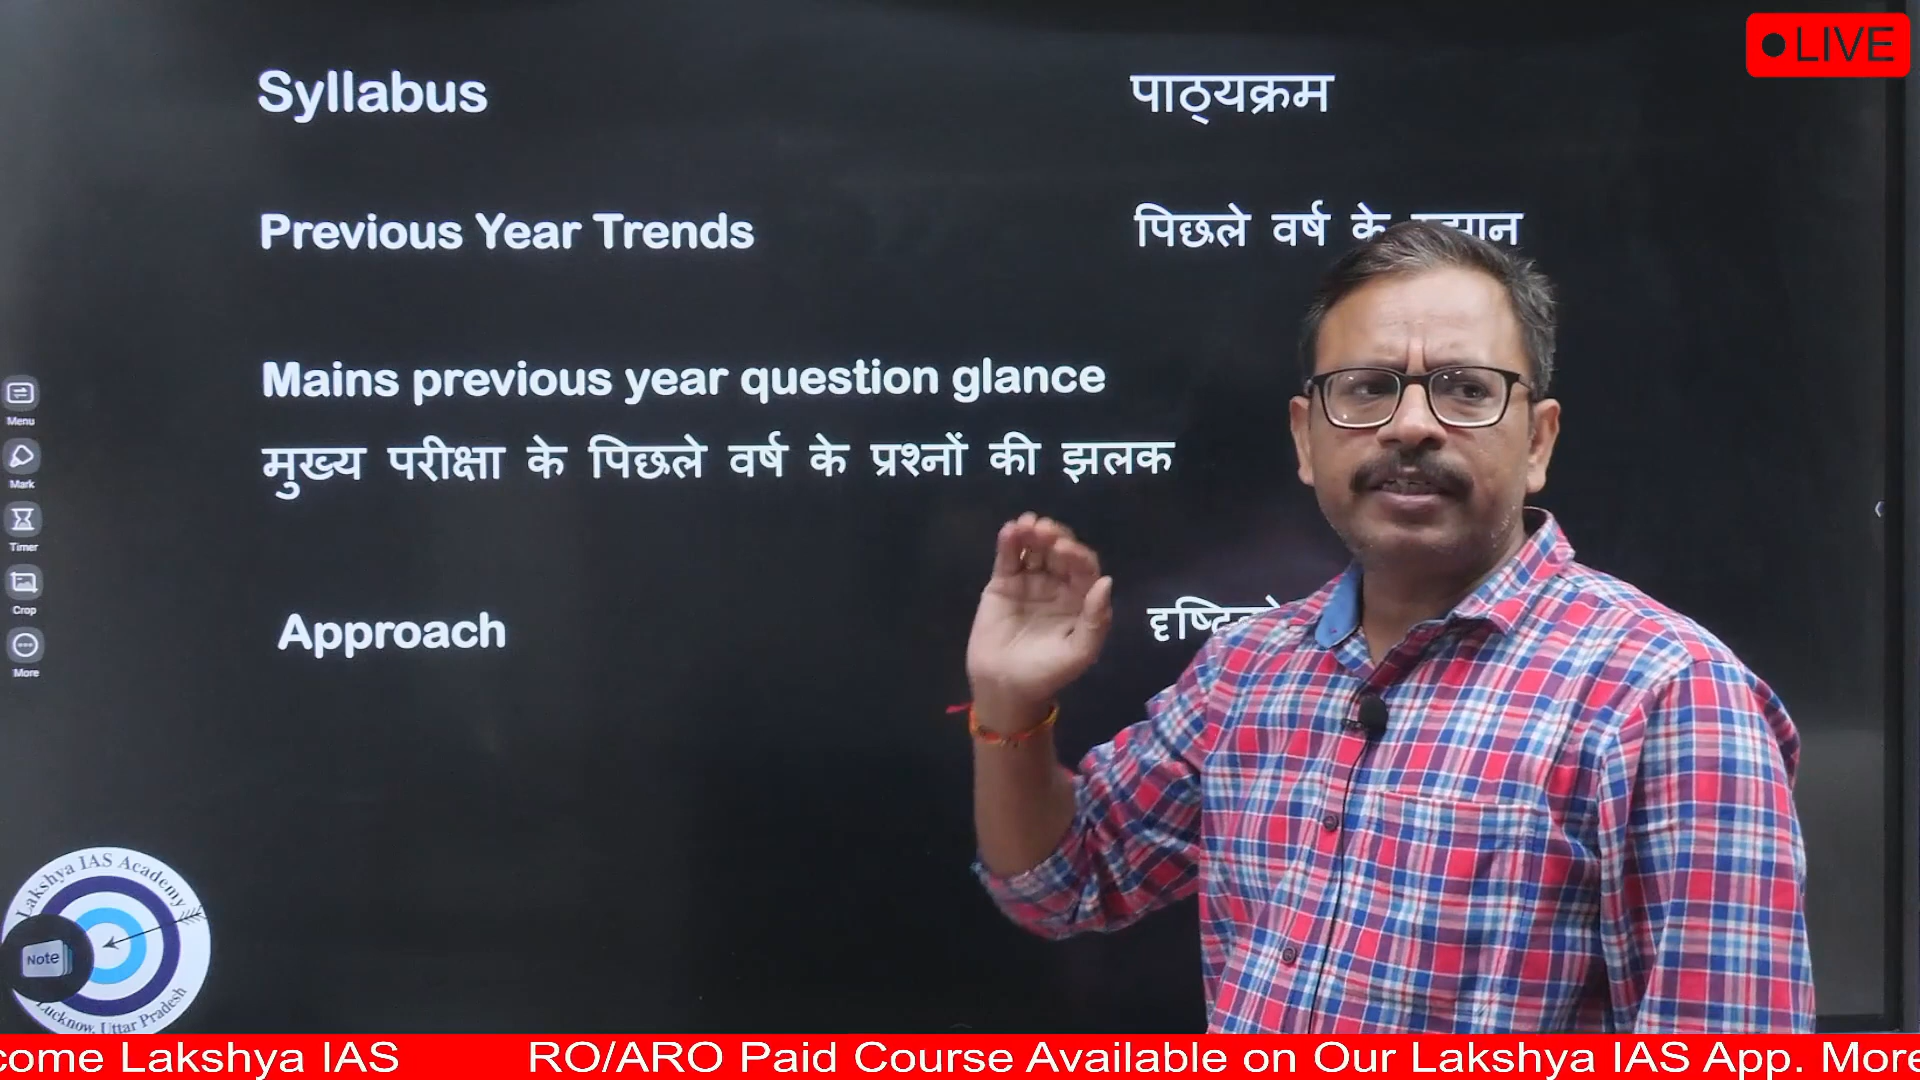 LIVE
Syllabus
पाठ्यक्रम
Previous Year Trends
पिछले वर्ष के
Mains previous year question glance
मुख्य परीक्षा के पिछले वर्ष के प्रश्नों की झलक
Approach
Menu
Mark
Timer
Crop
More
Lakshya IAS Academy
Note
Lucknow, Uttar Pradesh
come Lakshya IAS
RO/ARO Paid Course Available on Our Lakshya IAS App. More